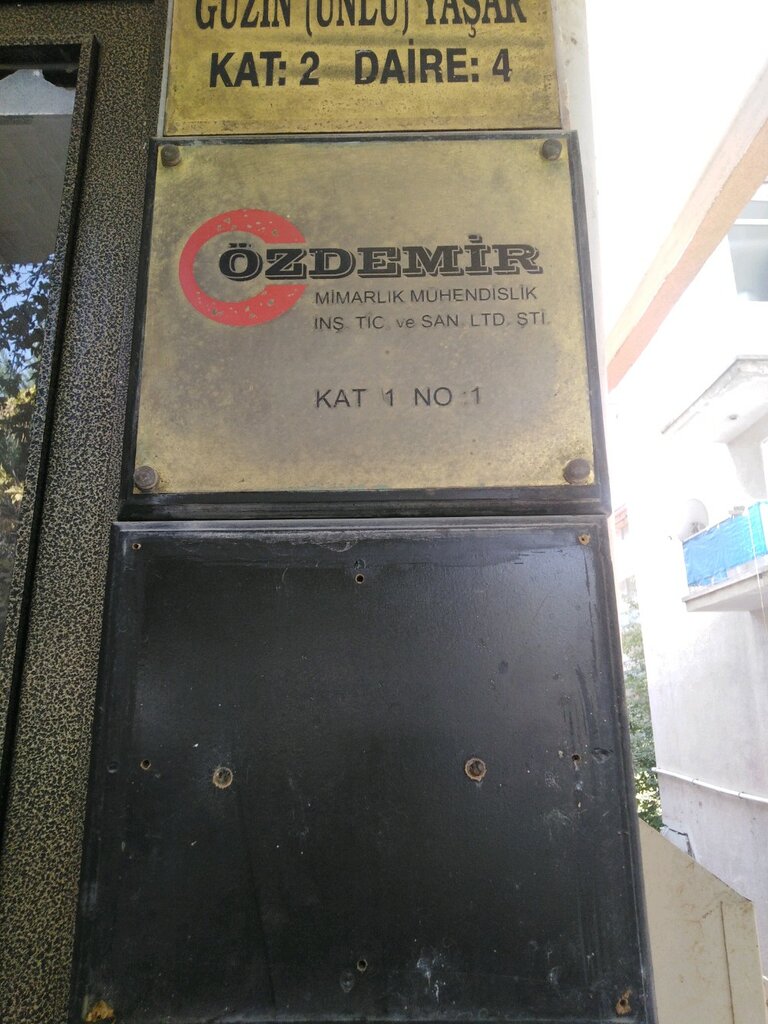 GÜZİN (ÜNLÜ) YAŞAR
KAT: 2 DAİRE: 4
ÖZDEMİR
MİMARLIK MÜHENDİSLİK
INŞ. TİC. ve SAN. LTD. ŞTİ.
KAT 1 NO :1